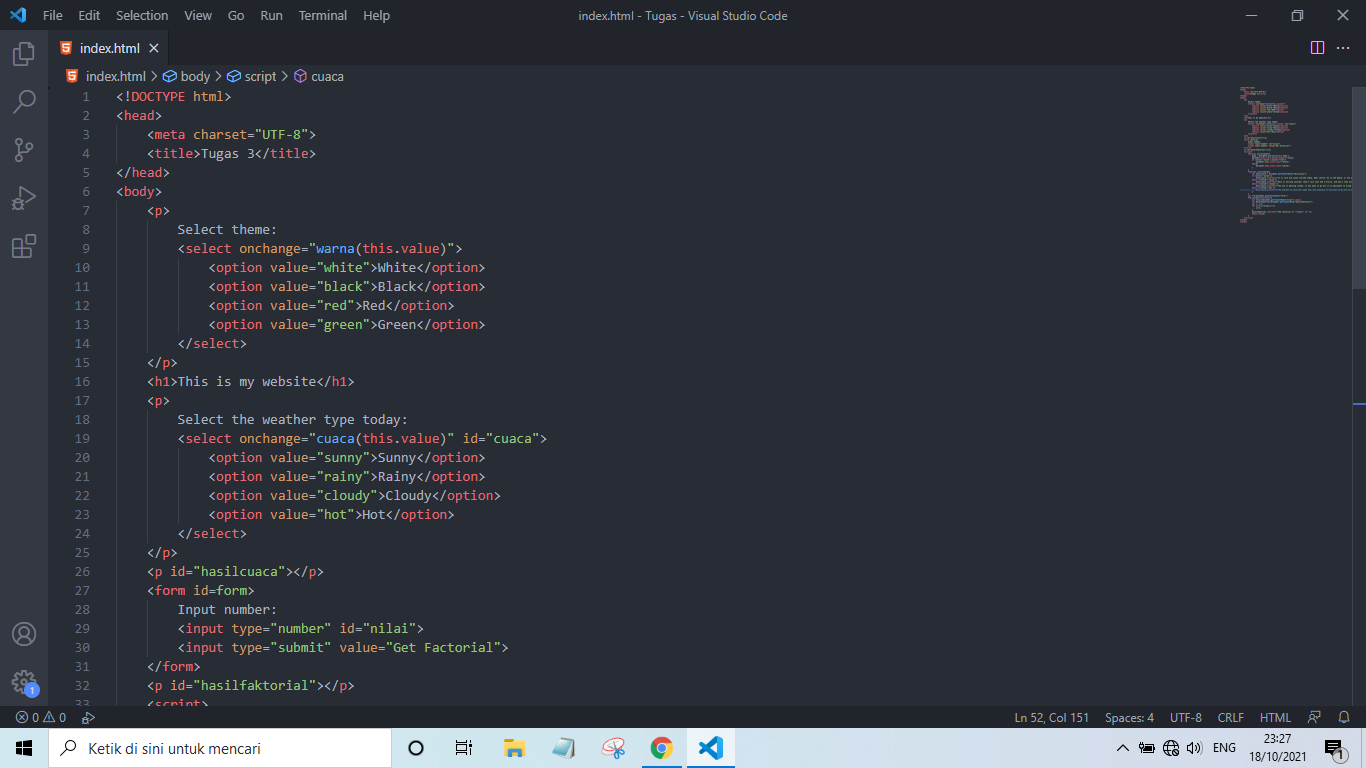 File Edit Selection View Go Run Terminal Help index.html - Tugas - Visual Studio Code
index.html
index.html > body > script > cuaca
1 <!DOCTYPE html>
2 <head>
3 <meta charset="UTF-8">
4 <title>Tugas 3</title>
5 </head>
6 <body>
7 <p>
8 Select theme:
9 <select onchange="warna(this.value)">
10 <option value="white">White</option>
11 <option value="black">Black</option>
12 <option value="red">Red</option>
13 <option value="green">Green</option>
14 </select>
15 </p>
16 <h1>This is my website</h1>
17 <p>
18 Select the weather type today:
19 <select onchange="cuaca(this.value)" id="cuaca">
20 <option value="sunny">Sunny</option>
21 <option value="rainy">Rainy</option>
22 <option value="cloudy">Cloudy</option>
23 <option value="hot">Hot</option>
24 </select>
25 </p>
26 <p id="hasilcuaca"></p>
27 <form id=form>
28 Input number:
29 <input type="number" id="nilai">
30 <input type="submit" value="Get Factorial">
31 </form>
32 <p id="hasilfaktorial"></p>
33 <script>
1
0 0 Ln 52, Col 151 Spaces: 4 UTF-8 CRLF HTML
Ketik di sini untuk mencari
ENG
23:27
18/10/2021
1